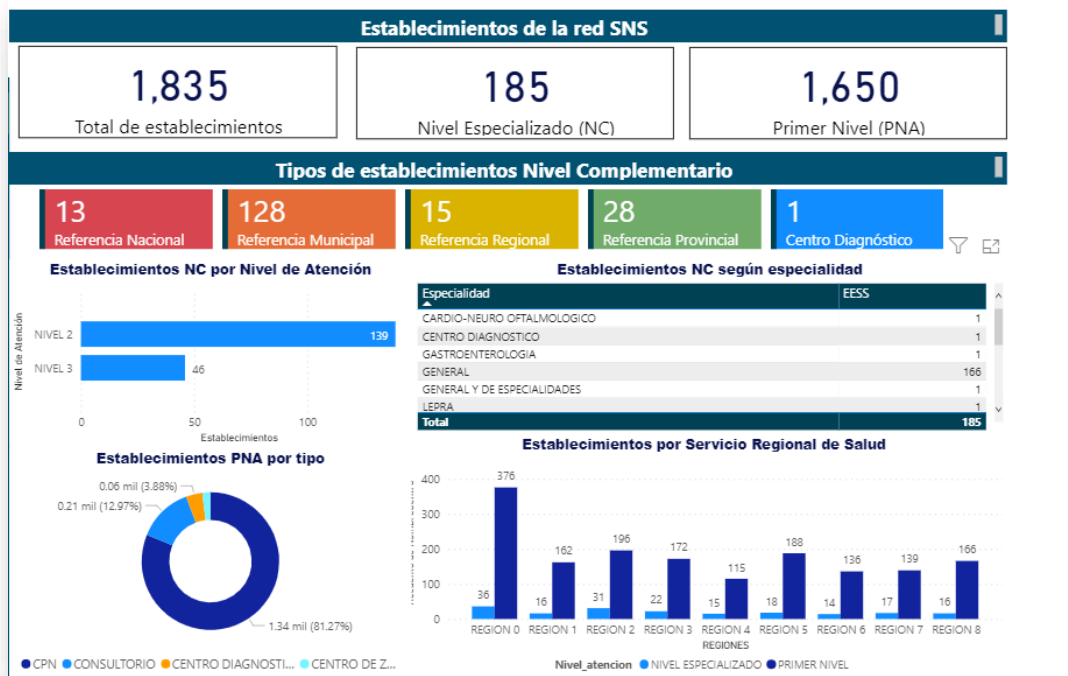 Establecimientos de la red SNS
1,835
Total de establecimientos
185
Nivel Especializado (NC)
1,650
Primer Nivel (PNA)
Tipos de establecimientos Nivel Complementario
13
Referencia Nacional
128
Referencia Municipal
15
Referencia Regional
28
Referencia Provincial
1
Centro Diagnóstico
Establecimientos NC por Nivel de Atención
Nivel de Atención
NIVEL 2
139
NIVEL 3
46
0 50 100
Establecimientos
Establecimientos NC según especialidad
Especialidad EESS
CARDIO-NEURO OFTALMOLOGICO 1
CENTRO DIAGNOSTICO 1
GASTROENTEROLOGIA 1
GENERAL 166
GENERAL Y DE ESPECIALIDADES 1
LEPRA 1
Total 185
Establecimientos PNA por tipo
0.06 mil (3.88%)
0.21 mil (12.97%)
1.34 mil (81.27%)
CPN CONSULTORIO CENTRO DIAGNOSTI... CENTRO DE Z...
Establecimientos por Servicio Regional de Salud
400
300
200
100
0
36 376
16 162
31 196
22 172
15 115
18 188
14 136
17 139
16 166
REGION 0 REGION 1 REGION 2 REGION 3 REGION 4 REGION 5 REGION 6 REGION 7 REGION 8
REGIONES
Nivel_atencion NIVEL ESPECIALIZADO PRIMER NIVEL